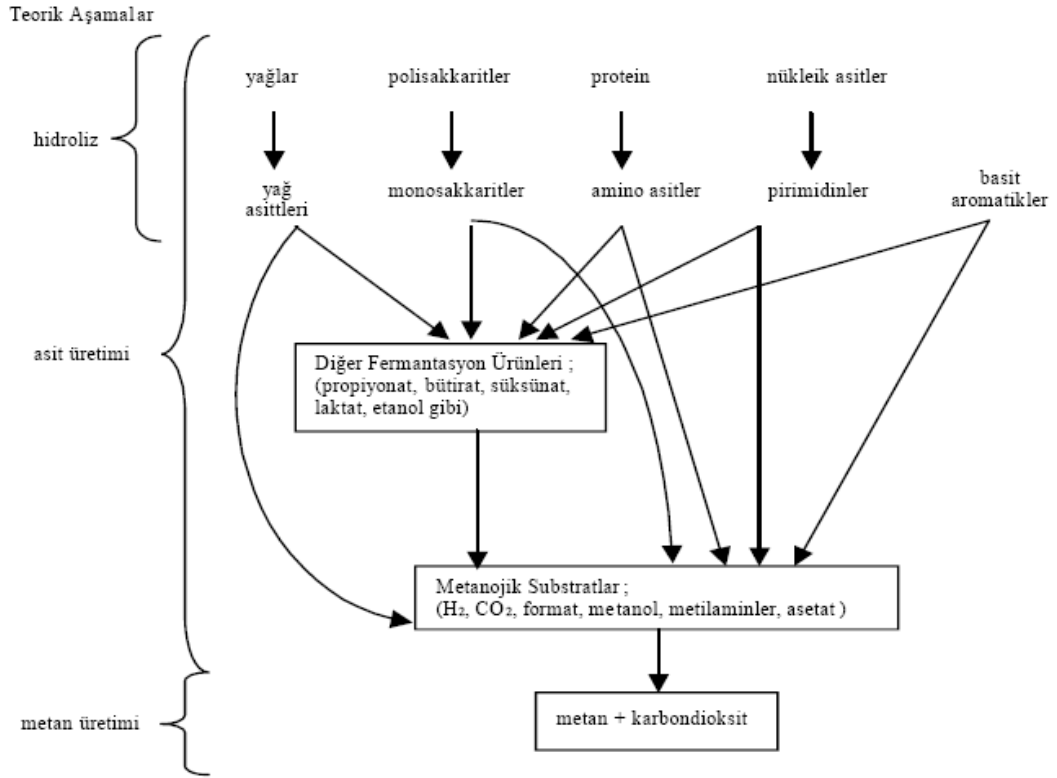 Teorik Aşamalar
yağlar
polisakkaritler
protein
nükleik asitler
hidroliz
yağ
asittleri
monosakkaritler
amino asitler
pirimidinler
basit
aromatikler
asit üretimi
Diğer Fermantasyon Ürünleri ;
(propiyonat, bütirat, süksünat,
laktat, etanol gibi)
Metanojik Substratlar ;
(H₂, CO₂, format, metanol, metilaminler, asetat )
metan üretimi
metan + karbondioksit